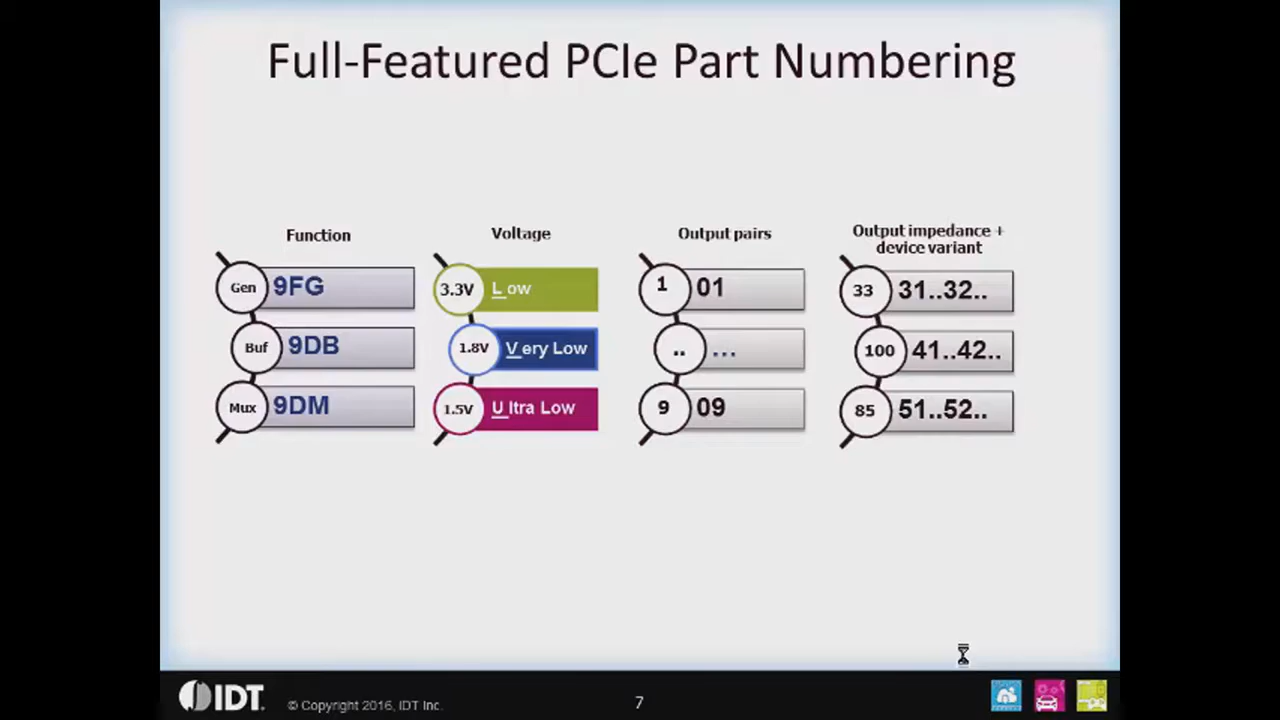 Full-Featured PCIe Part Numbering
Function
Gen 9FG
Buf 9DB
Mux 9DM
Voltage
3.3V Low
1.8V Very Low
1.5V Ultra Low
Output pairs
1 01
.. ...
9 09
Output impedance +
device variant
33 31..32..
100 41..42..
85 51..52..
IDT
© Copyright 2016, IDT Inc.
7